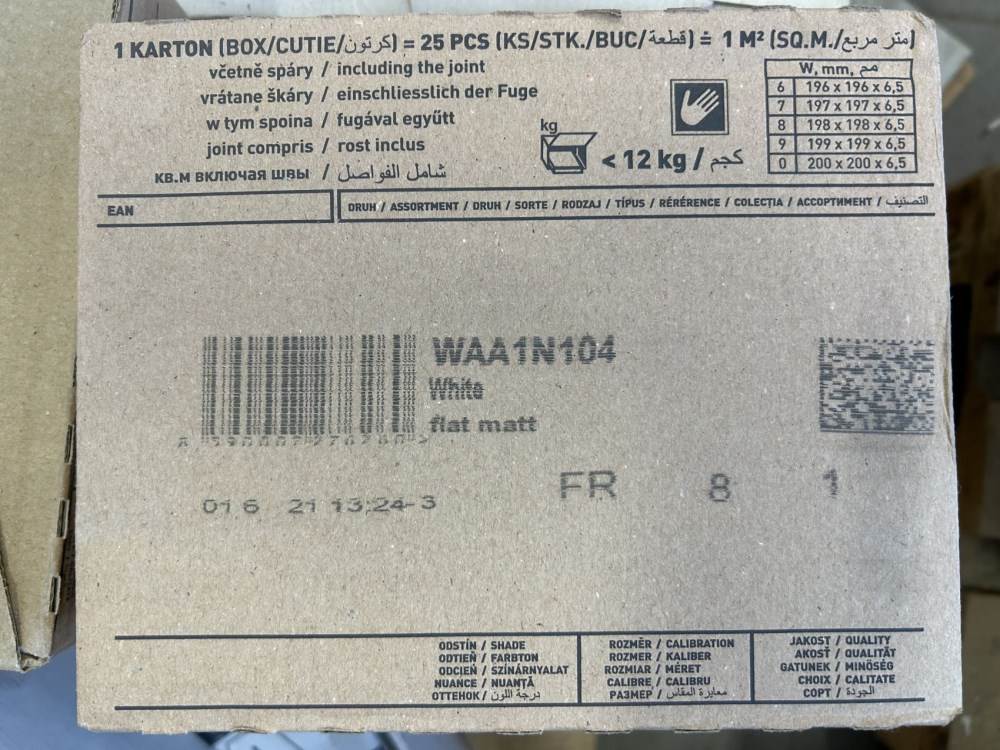 1 KARTON (BOX/CUTIE/كرتون) = 25 PCS (KS/STK./BUC/قطعة) ≐ 1 M² (SQ.M./متر مربع)
včetně spáry / including the joint
vrátane škáry / einschliesslich der Fuge
w tym spoina / fugával együtt
joint compris / rost inclus
КВ.М ВКЛЮЧАЯ ШВЫ / شامل الفواصل
kg
< 12 kg / كجم
W, mm, مم
6 196 x 196 x 6,5
7 197 x 197 x 6,5
8 198 x 198 x 6,5
9 199 x 199 x 6,5
0 200 x 200 x 6,5
EAN
DRUH / ASSORTMENT / DRUH / SORTE / RODZAJ / TÍPUS / RÉRÉRENCE / COLECŢIA / АССОРТИМЕНТ / التصنيف
WAA1N104
White
flat matt
FR 8 1
01 6 21 13:24-3
ODSTÍN / SHADE
ODTIEŇ / FARBTON
ODCIEŃ / SZÍNÁRNYALAT
NUANCE / NUANŢĂ
ОТТЕНОК / درجة اللون
ROZMĚR / CALIBRATION
ROZMER / KALIBER
ROZMIAR / MÉRET
CALIBRE / CALIBRU
РАЗМЕР / معايرة المقاس
JAKOST / QUALITY
AKOSŤ / QUALITÄT
GATUNEK / MINŐSÉG
CHOIX / CALITATE
СОРТ / الجودة